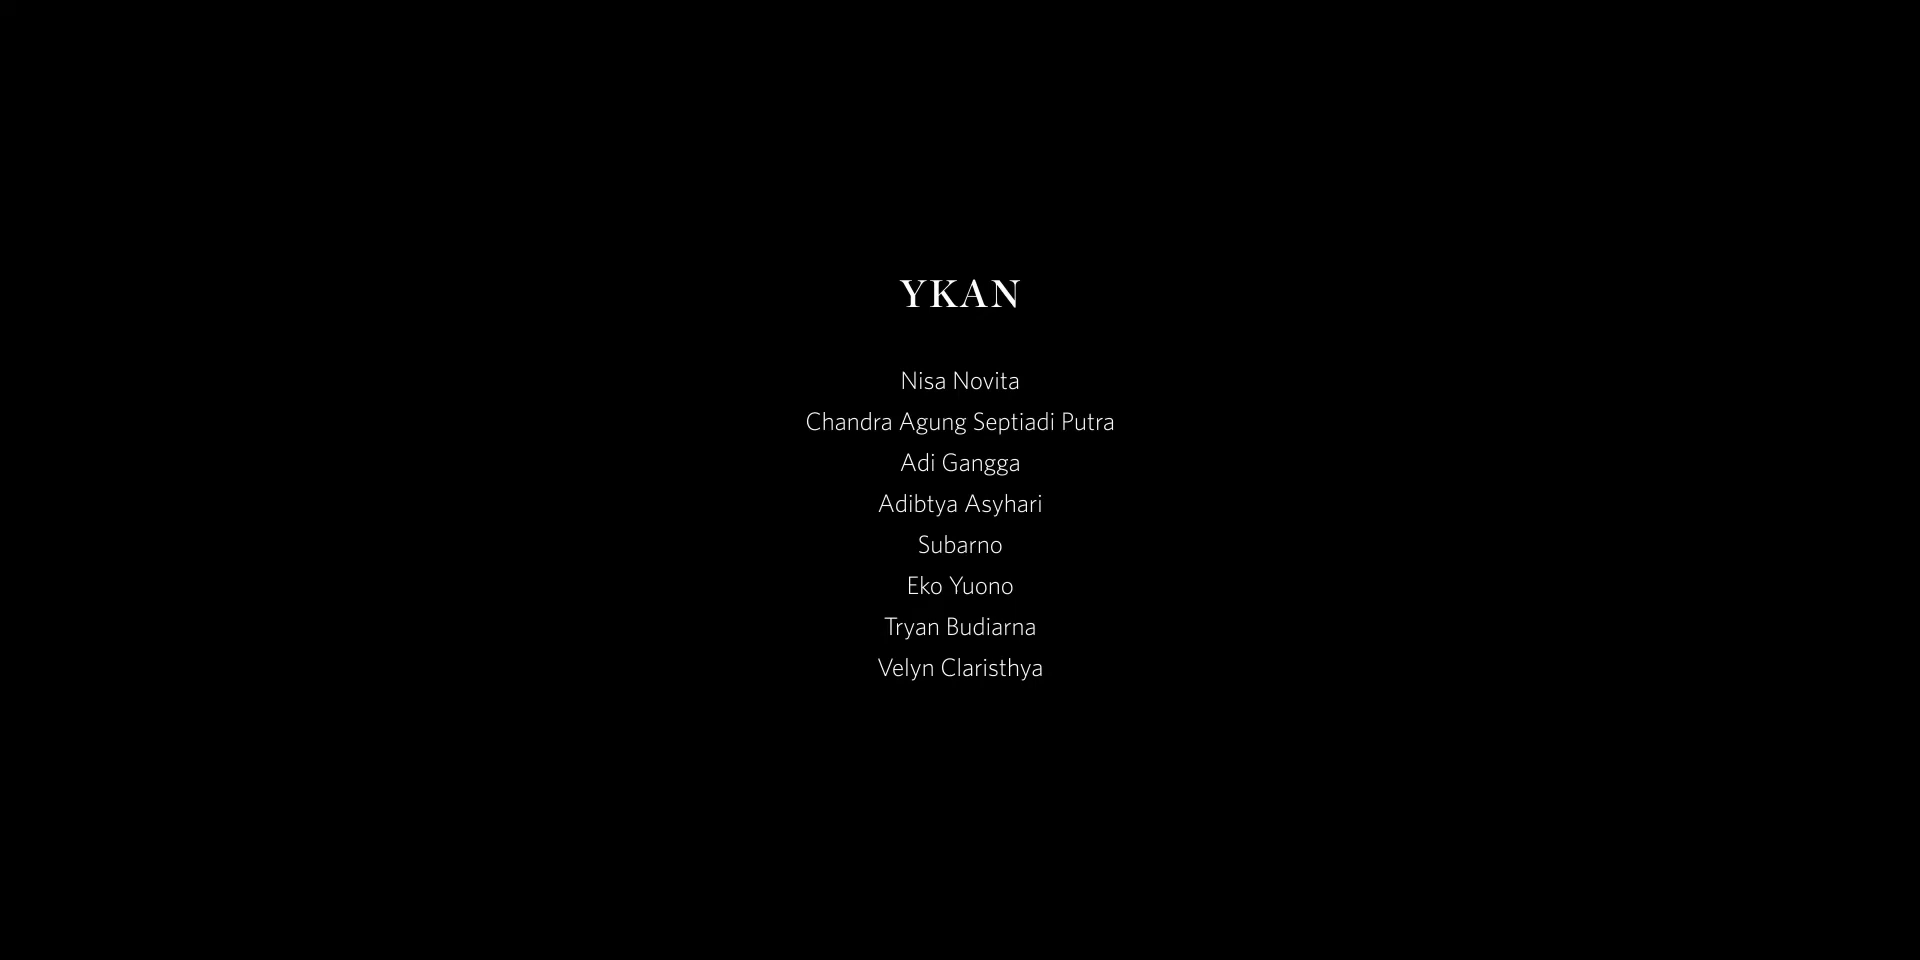 YKAN
Nisa Novita
Chandra Agung Septiadi Putra
Adi Gangga
Adibtya Asyhari
Subarno
Eko Yuono
Tryan Budiarna
Velyn Claristhya